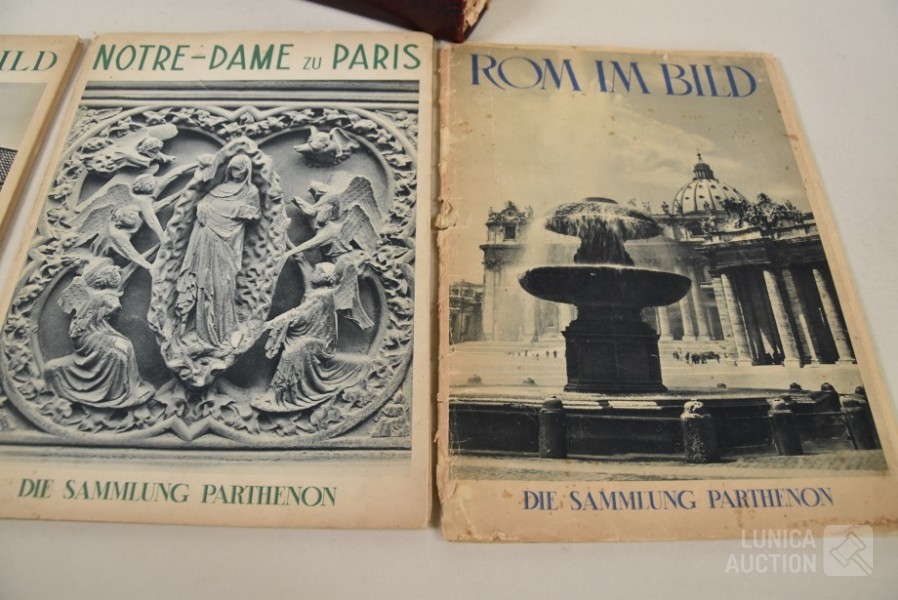 ILD
NOTRE-DAME zu PARIS
DIE SAMMLUNG PARTHENON
ROM IM BILD
DIE SAMMLUNG PARTHENON
LUNICA
AUCTION